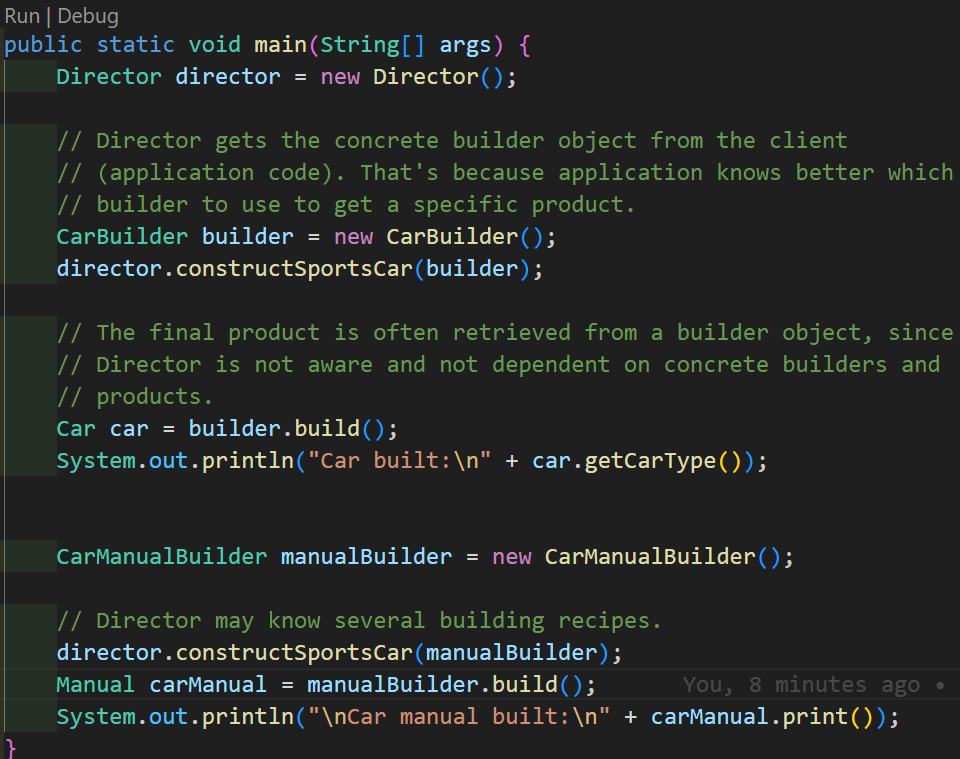 Run | Debug
public static void main(String[] args) {
    Director director = new Director();

    // Director gets the concrete builder object from the client
    // (application code). That's because application knows better which
    // builder to use to get a specific product.
    CarBuilder builder = new CarBuilder();
    director.constructSportsCar(builder);

    // The final product is often retrieved from a builder object, since
    // Director is not aware and not dependent on concrete builders and
    // products.
    Car car = builder.build();
    System.out.println("Car built:\n" + car.getCarType());


    CarManualBuilder manualBuilder = new CarManualBuilder();

    // Director may know several building recipes.
    director.constructSportsCar(manualBuilder);
    Manual carManual = manualBuilder.build(); You, 8 minutes ago •
    System.out.println("\nCar manual built:\n" + carManual.print());
}